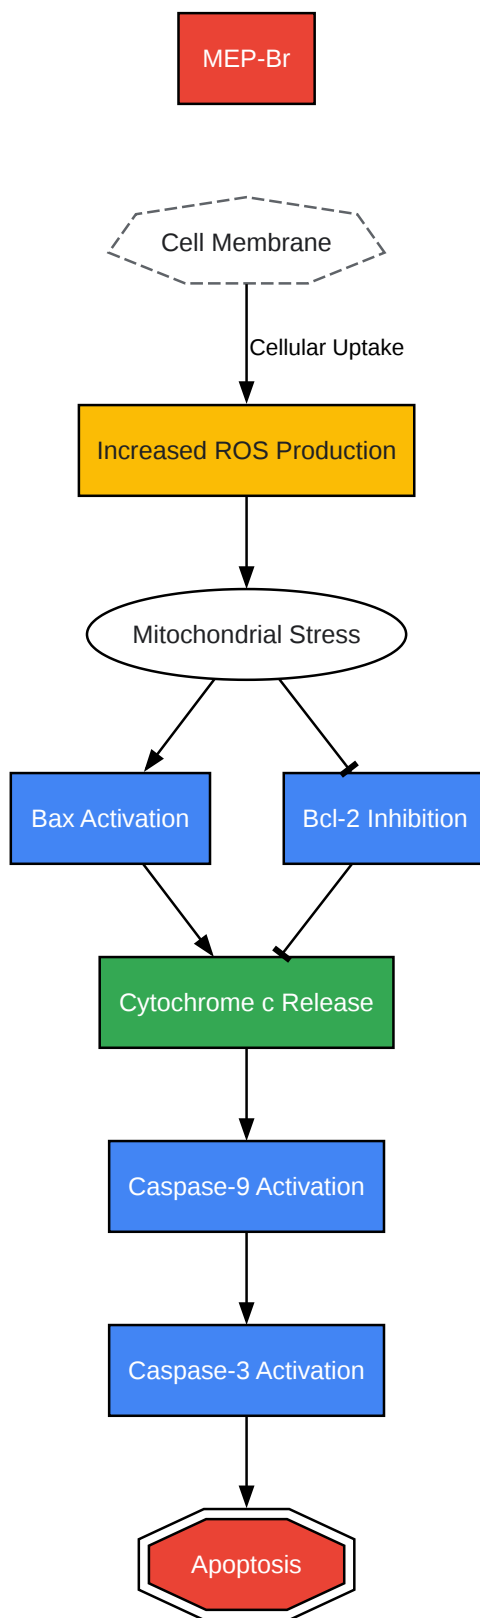 MEP-Br
Cell Membrane
Cellular Uptake
Increased ROS Production
Mitochondrial Stress
Bax Activation
Bcl-2 Inhibition
Cytochrome c Release
Caspase-9 Activation
Caspase-3 Activation
Apoptosis